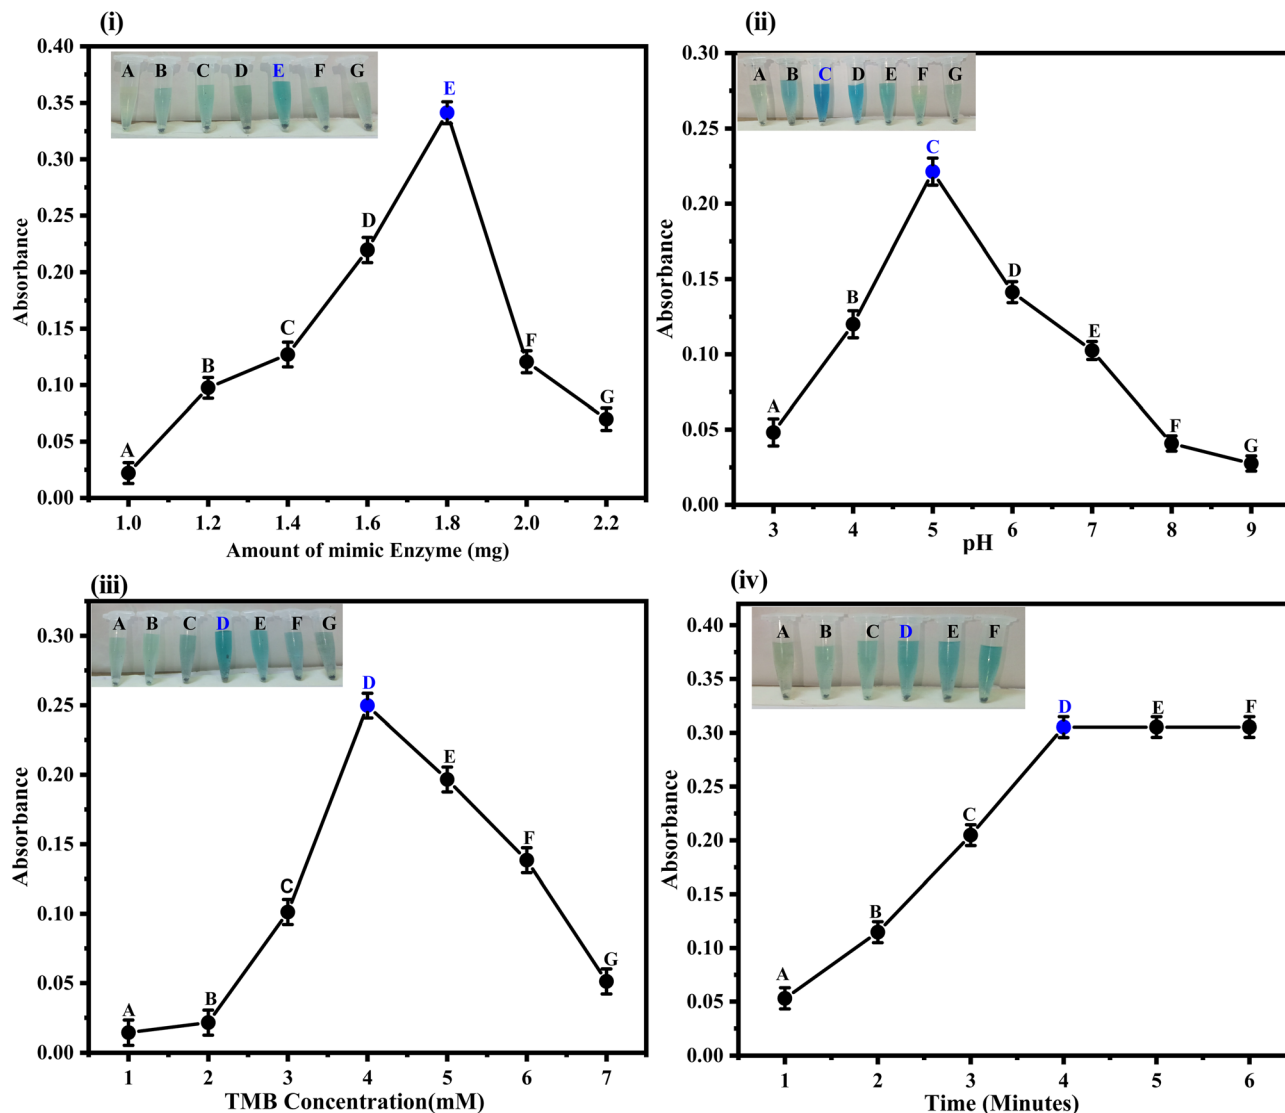 (i)
A B C D E F G
0.40
0.35
0.30
0.25
0.20
0.15
0.10
0.05
0.00
Absorbance
A
B
C
D
E
F
G
1.0 1.2 1.4 1.6 1.8 2.0 2.2
Amount of mimic Enzyme (mg)
(ii)
A B C D E F G
0.30
0.25
0.20
0.15
0.10
0.05
0.00
Absorbance
A
B
C
D
E
F
G
3 4 5 6 7 8 9
pH
(iii)
A B C D E F G
0.30
0.25
0.20
0.15
0.10
0.05
0.00
Absorbance
A
B
C
D
E
F
G
1 2 3 4 5 6 7
TMB Concentration(mM)
(iv)
A B C D E F
0.40
0.35
0.30
0.25
0.20
0.15
0.10
0.05
0.00
Absorbance
A
B
C
D
E
F
1 2 3 4 5 6
Time (Minutes)